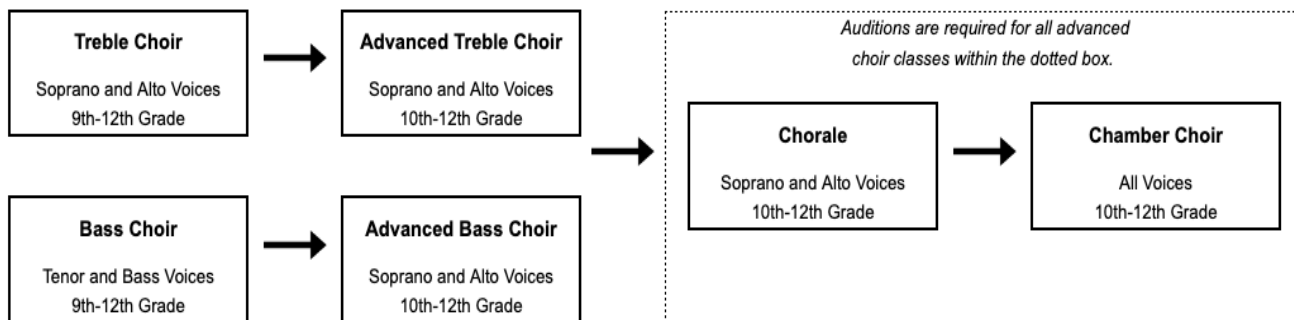 Treble Choir
Soprano and Alto Voices
9th-12th Grade
Advanced Treble Choir
Soprano and Alto Voices
10th-12th Grade
Bass Choir
Tenor and Bass Voices
9th-12th Grade
Advanced Bass Choir
Soprano and Alto Voices
10th-12th Grade
Auditions are required for all advanced
choir classes within the dotted box.
Chorale
Soprano and Alto Voices
10th-12th Grade
Chamber Choir
All Voices
10th-12th Grade